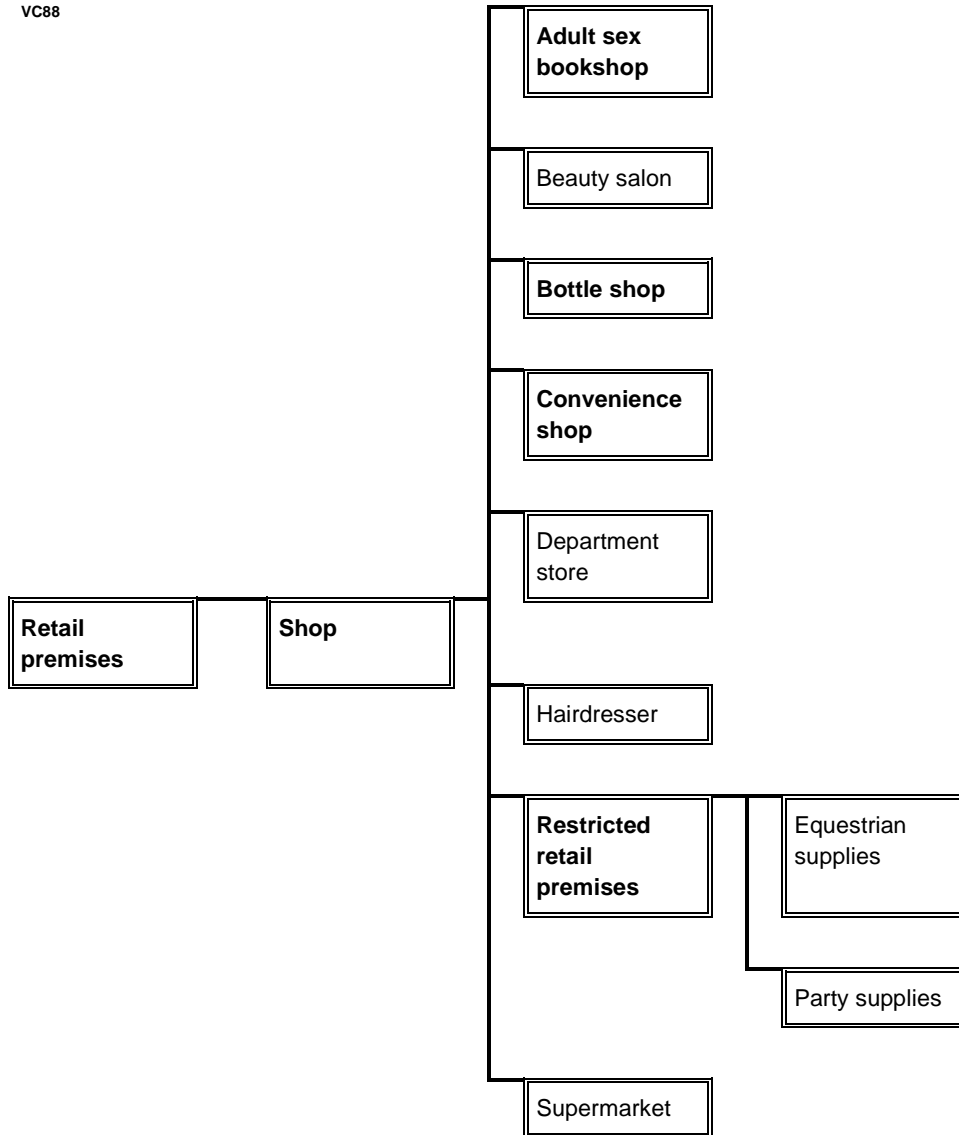 VC88
Adult sex
bookshop
Beauty salon
Bottle shop
Convenience
shop
Department
store
Retail
premises
Shop
Hairdresser
Restricted
retail
premises
Equestrian
supplies
Party supplies
Supermarket